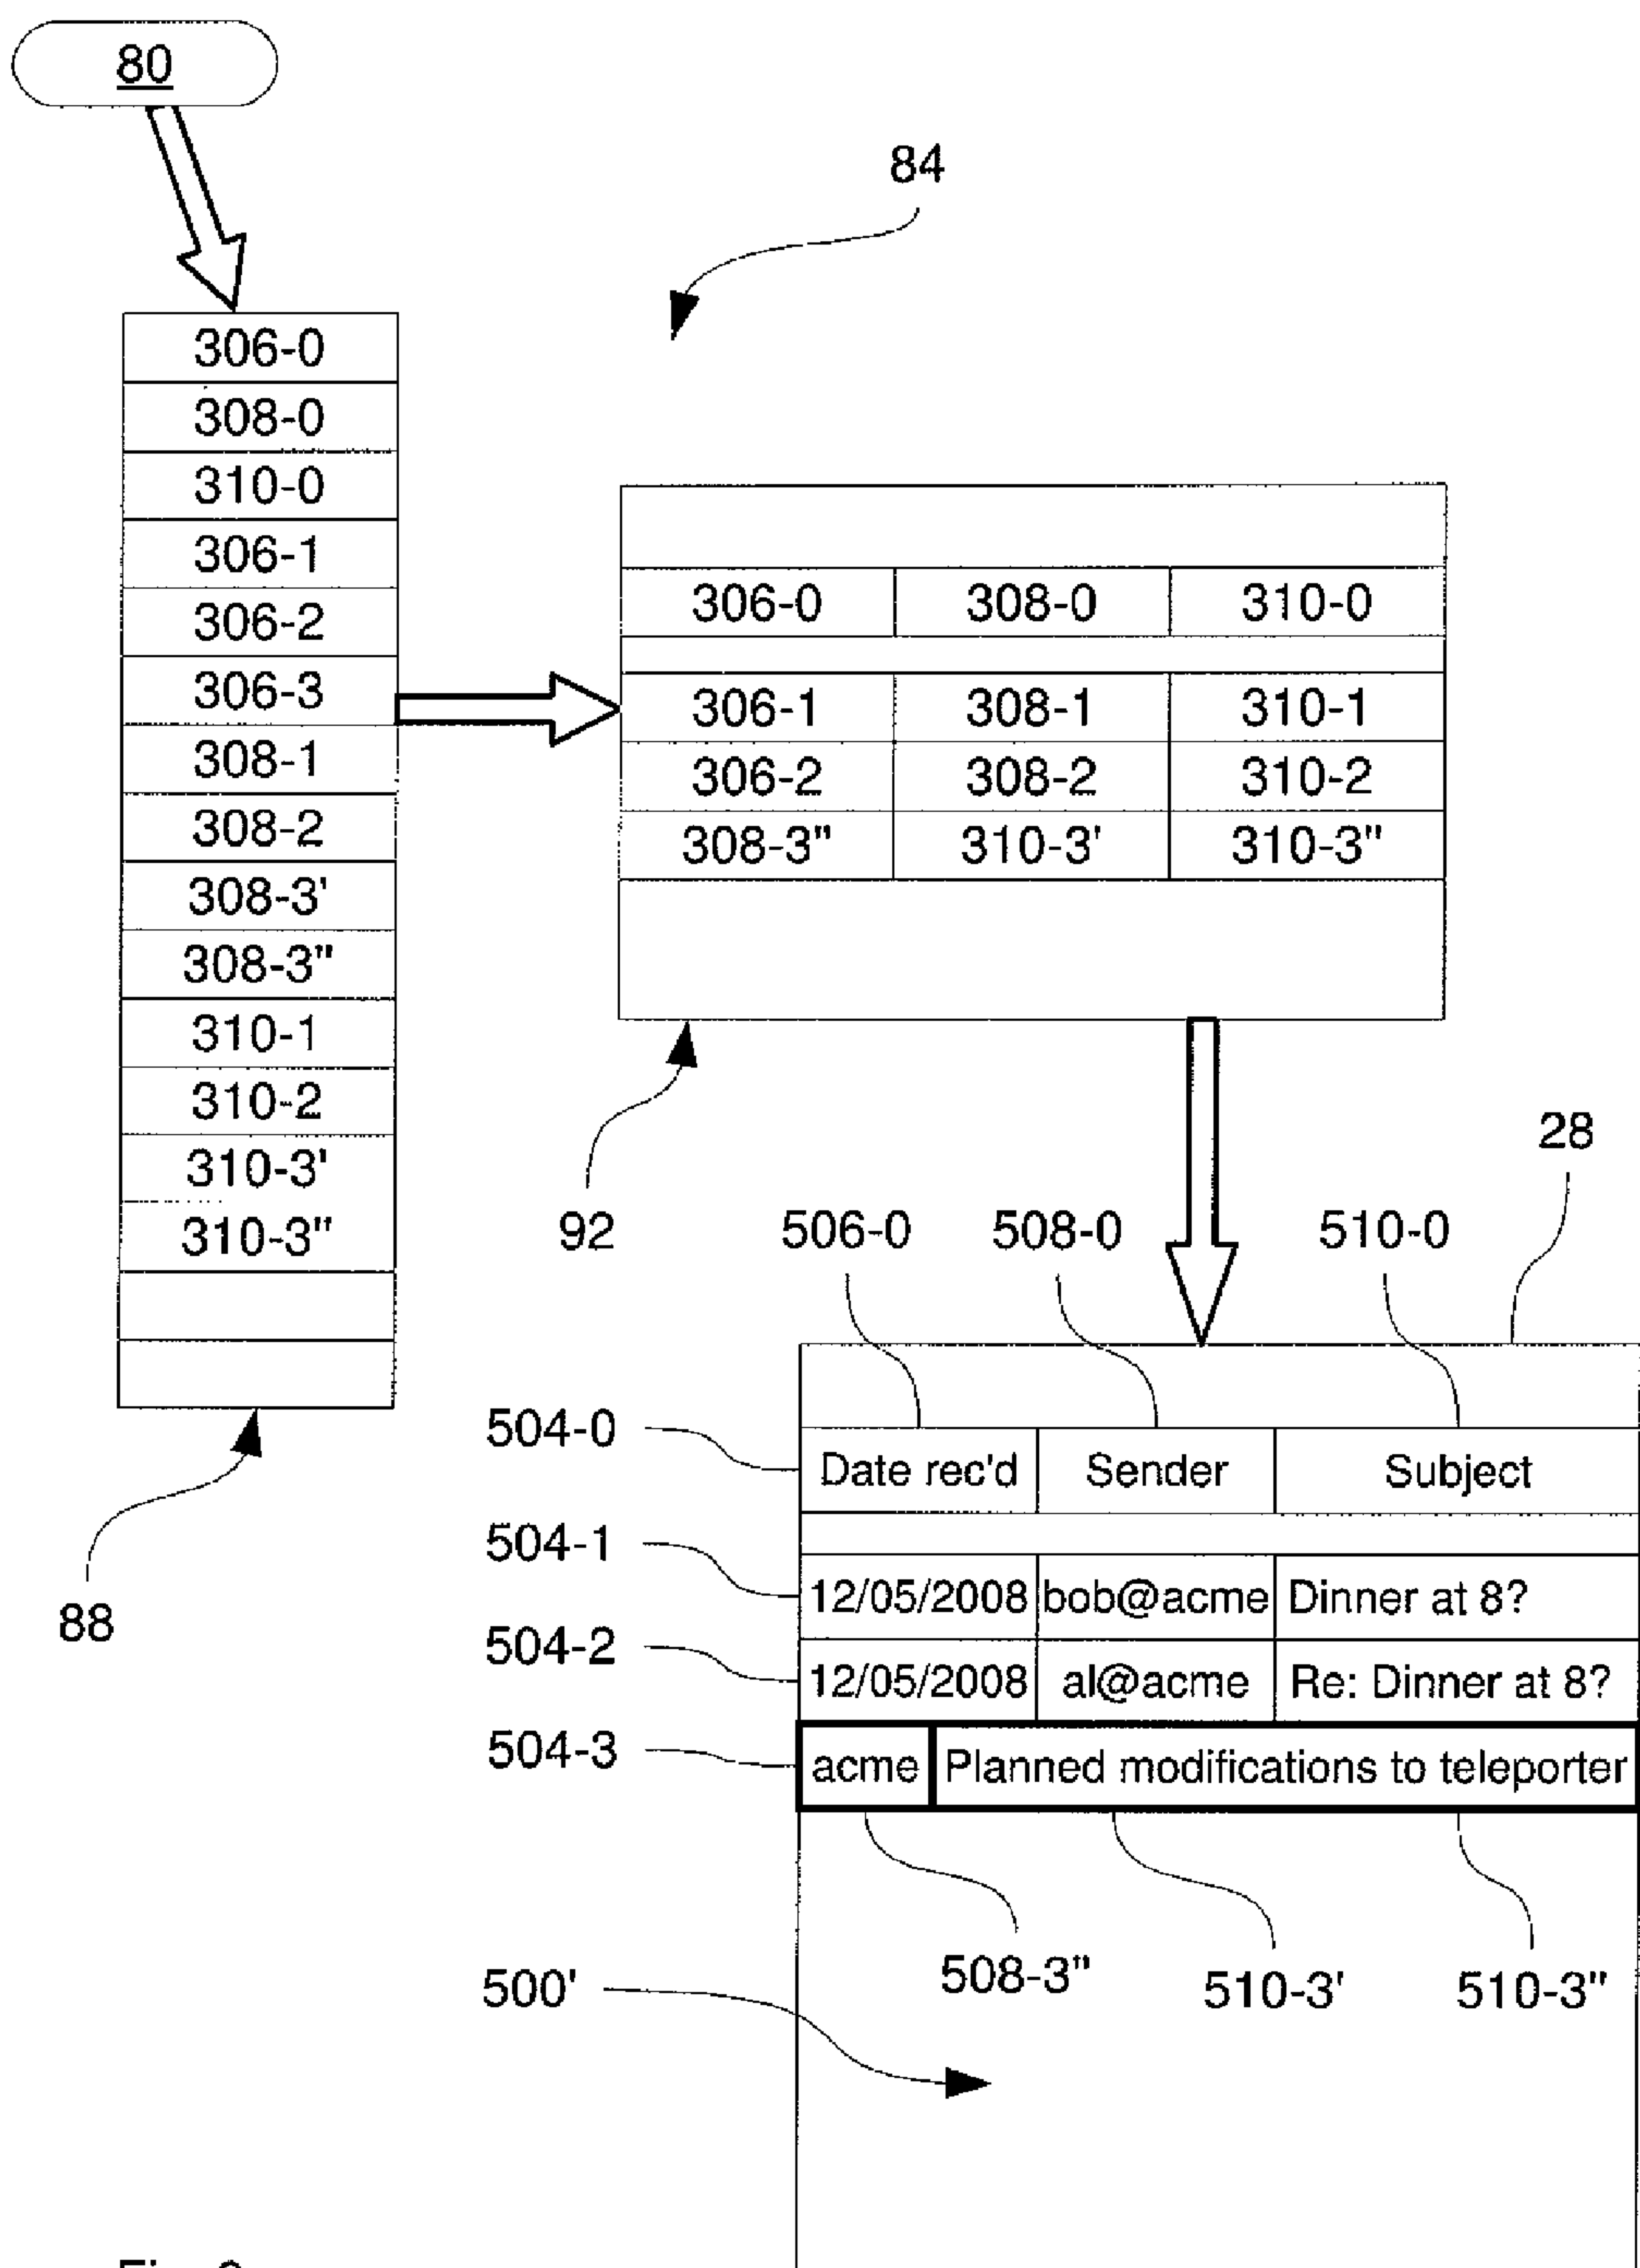 80
84
306-0
308-0
310-0
306-1
306-2
306-3
308-1
308-2
308-3'
308-3"
310-1
310-2
310-3'
310-3"
88
306-0 308-0 310-0
306-1 308-1 310-1
306-2 308-2 310-2
308-3" 310-3' 310-3"
92
28
506-0 508-0 510-0
504-0 Date rec'd Sender Subject
504-1 12/05/2008 bob@acme Dinner at 8?
504-2 12/05/2008 al@acme Re: Dinner at 8?
504-3 acme Planned modifications to teleporter
508-3" 510-3' 510-3"
500'